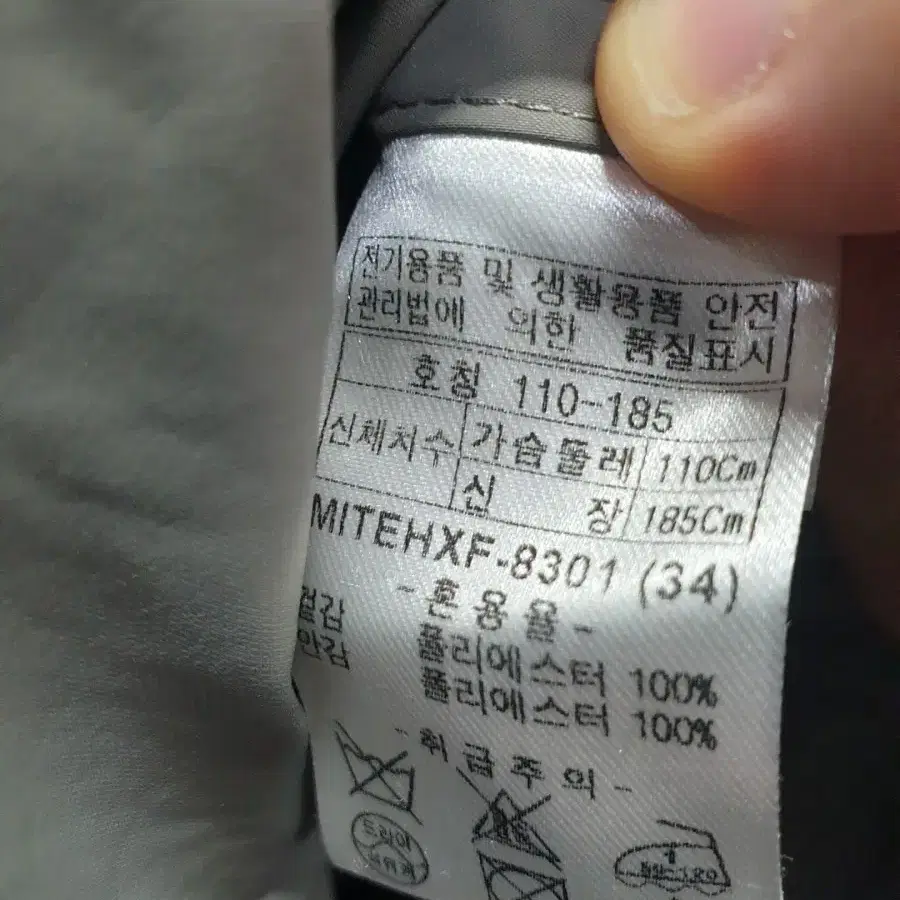 전기용품 및 생활용품 안전
관리법에 의한 품질표시
호칭 110-185
신체치수 가슴둘레 110Cm
신 장 185Cm
MITEHXF-8301 (34)
-혼용율-
겉감 폴리에스터 100%
안감 폴리에스터 100%
-취급주의-
드라이